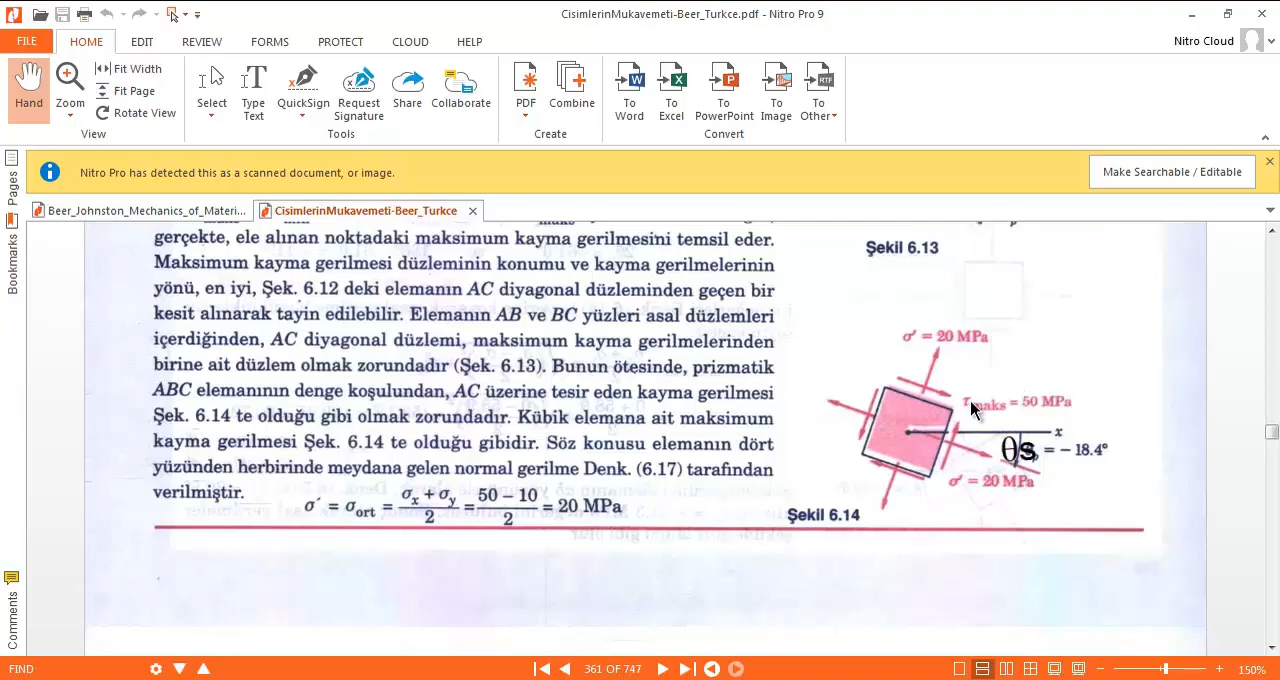 CisimlerinMukavemeti-Beer_Turkce.pdf - Nitro Pro 9
FILE HOME EDIT REVIEW FORMS PROTECT CLOUD HELP
Nitro Cloud
Hand
Zoom
Fit Width
Fit Page
Rotate View
View
Select
Type Text
QuickSign
Request Signature
Share
Collaborate
Tools
PDF
Combine
Create
To Word
To Excel
To PowerPoint
To Image
To Other
Convert
Nitro Pro has detected this as a scanned document, or image.
Make Searchable / Editable
Beer_Johnston_Mechanics_of_Materi...
CisimlerinMukavemeti-Beer_Turkce
Pages
Bookmarks
Comments
gerçekte, ele alınan noktadaki maksimum kayma gerilmesini temsil eder.
Maksimum kayma gerilmesi düzleminin konumu ve kayma gerilmelerinin
yönü, en iyi, Şek. 6.12 deki elemanın AC diyagonal düzleminden geçen bir
kesit alınarak tayin edilebilir. Elemanın AB ve BC yüzleri asal düzlemleri
içerdiğinden, AC diyagonal düzlemi, maksimum kayma gerilmelerinden
birine ait düzlem olmak zorundadır (Şek. 6.13). Bunun ötesinde, prizmatik
ABC elemanının denge koşulundan, AC üzerine tesir eden kayma gerilmesi
Şek. 6.14 te olduğu gibi olmak zorundadır. Kübik elemana ait maksimum
kayma gerilmesi Şek. 6.14 te olduğu gibidir. Söz konusu elemanın dört
yüzünden herbirinde meydana gelen normal gerilme Denk. (6.17) tarafından
verilmiştir.
σ´ = σort = σx + σy / 2 = 50 − 10 / 2 = 20 MPa
Şekil 6.13
σ' = 20 MPa
τmaks = 50 MPa
x
θs = − 18.4°
σ' = 20 MPa
Şekil 6.14
FIND
361 OF 747
150%